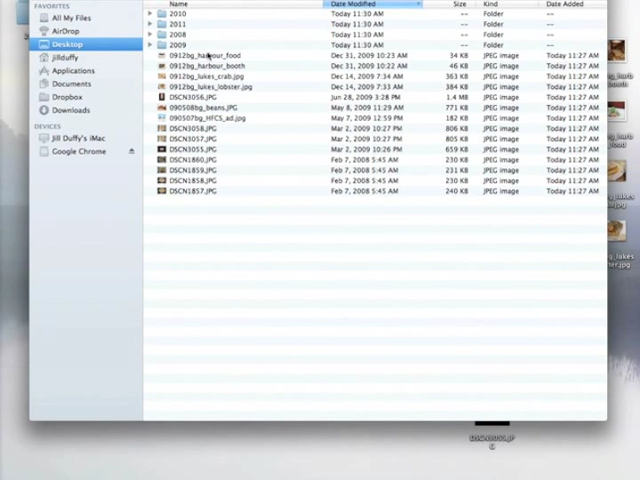 FAVORITES Name Date Modified Size Kind Date Added
All My Files 2010 Today 11:30 AM -- Folder --
AirDrop 2011 Today 11:30 AM -- Folder --
Desktop 2008 Today 11:30 AM -- Folder --
jillduffy 2009 Today 11:30 AM -- Folder --
Applications
Documents
Dropbox
Downloads
DEVICES
Jill Duffy's iMac
Google Chrome
0912bg_harbour_food Dec 31, 2009 10:23 AM 34 KB JPEG image Today 11:27 AM
0912bg_harbour_booth Dec 31, 2009 10:22 AM 46 KB JPEG image Today 11:27 AM
0912bg_lukes_crab.jpg Dec 14, 2009 7:34 AM 363 KB JPEG image Today 11:27 AM
0912bg_lukes_lobster.jpg Dec 14, 2009 7:33 AM 384 KB JPEG image Today 11:27 AM
DSCN3056.JPG Jun 28, 2009 3:28 PM 1.4 MB JPEG image Today 11:27 AM
090508bg_beans.JPG May 8, 2009 11:29 AM 771 KB JPEG image Today 11:27 AM
090507bg_HFCS_ad.jpg May 7, 2009 12:59 PM 182 KB JPEG image Today 11:27 AM
DSCN3058.JPG Mar 2, 2009 10:27 PM 806 KB JPEG image Today 11:27 AM
DSCN3057.JPG Mar 2, 2009 10:27 PM 805 KB JPEG image Today 11:27 AM
DSCN3055.JPG Mar 2, 2009 10:26 PM 659 KB JPEG image Today 11:27 AM
DSCN1860.JPG Feb 7, 2008 5:45 AM 230 KB JPEG image Today 11:27 AM
DSCN1859.JPG Feb 7, 2008 5:45 AM 231 KB JPEG image Today 11:27 AM
DSCN1858.JPG Feb 7, 2008 5:45 AM 230 KB JPEG image Today 11:27 AM
DSCN1857.JPG Feb 7, 2008 5:45 AM 240 KB JPEG image Today 11:27 AM
DSCN3055.JP
G